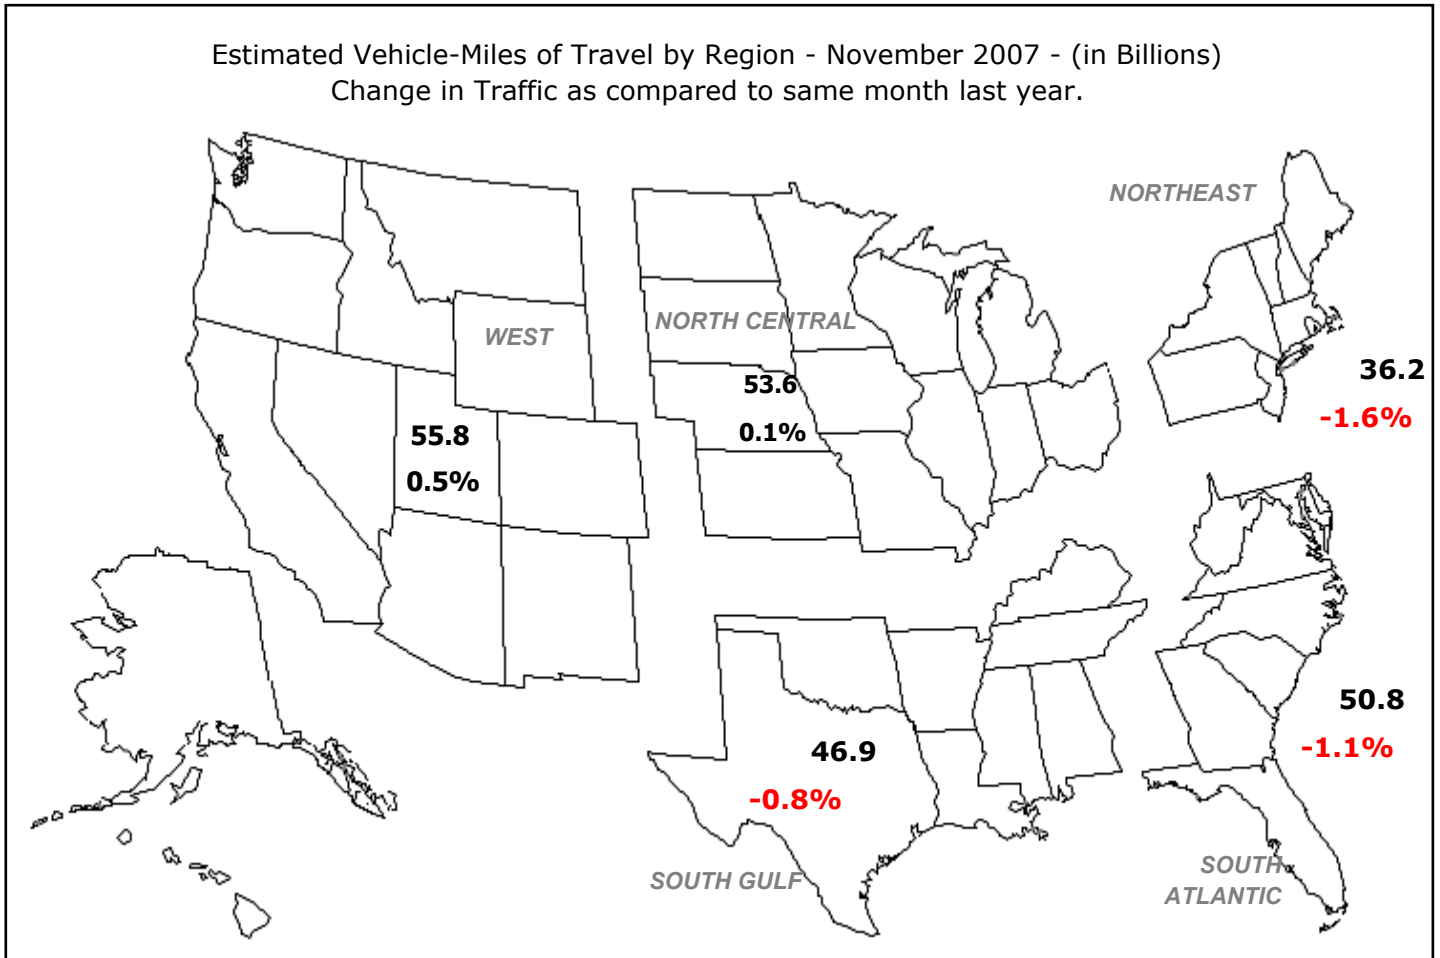 Estimated Vehicle-Miles of Travel by Region - November 2007 - (in Billions)
Change in Traffic as compared to same month last year.
NORTHEAST
WEST
NORTH CENTRAL
36.2
-1.6%
53.6
0.1%
55.8
0.5%
50.8
-1.1%
46.9
-0.8%
SOUTH GULF
SOUTH
ATLANTIC